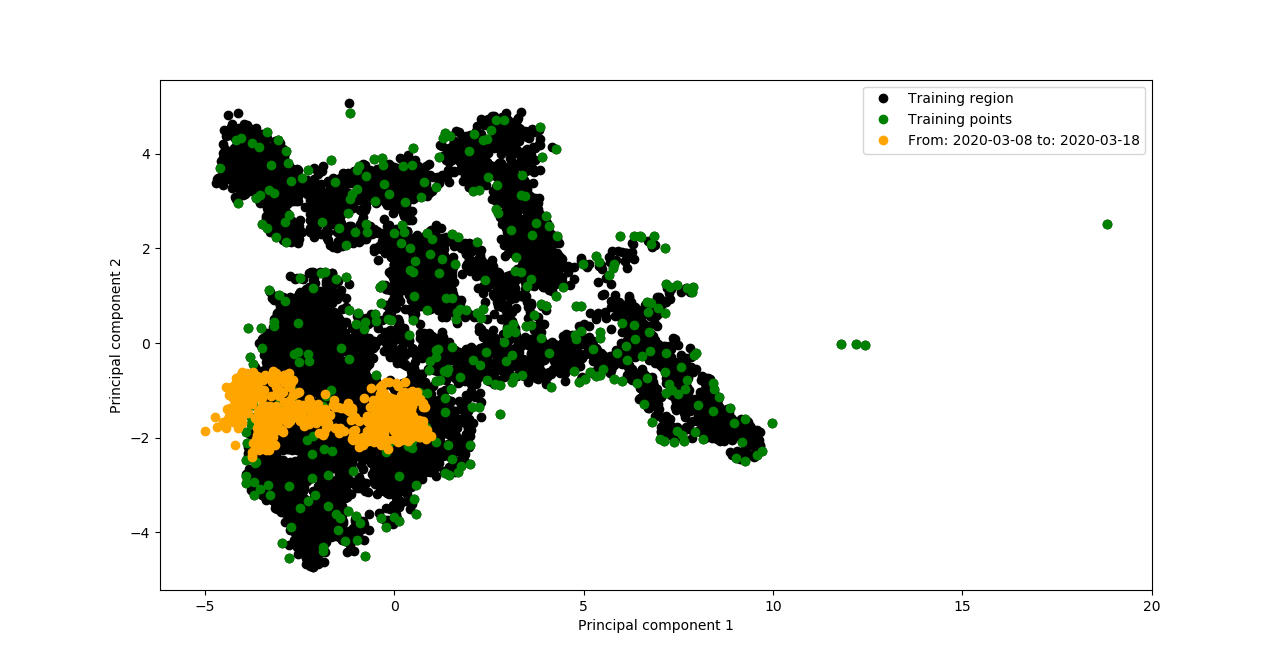 Training region
Training points
From: 2020-03-08 to: 2020-03-18
Principal component 2
4
2
0
−2
−4
−5
0
5
10
15
20
Principal component 1